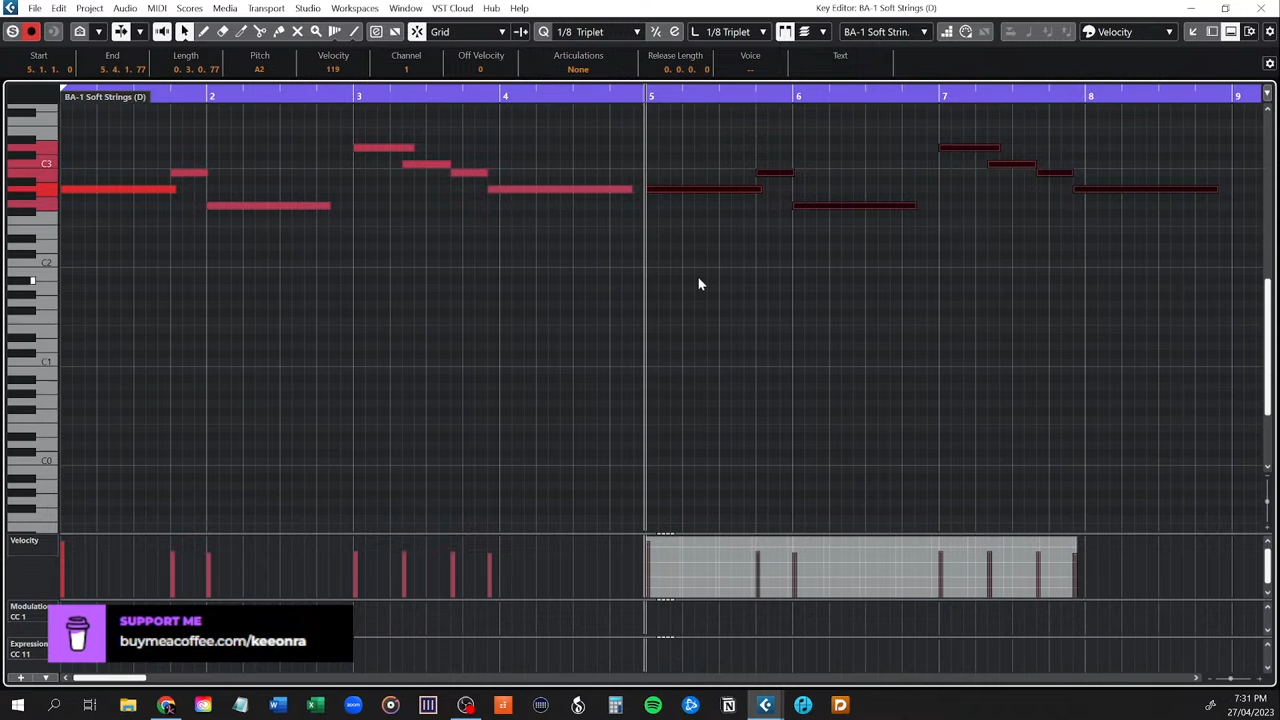 File Edit Project Audio MIDI Scores Media Transport Studio Workspaces Window VST Cloud Hub Help
Key Editor: BA-1 Soft Strings (D)
S Grid Q 1/8 Triplet L 1/8 Triplet BA-1 Soft Strin. Velocity
Start End Length Pitch Velocity Channel Off Velocity Articulations Release Length Voice Text
5. 1. 1. 0 5. 4. 1. 77 0. 3. 0. 77 A2 119 1 0 None 0. 0. 0. 0 --
BA-1 Soft Strings (D) 2 3 4 5 6 7 8 9
C3
C2
C1
C0
Velocity
Modulation
CC 1
SUPPORT ME
buymeacoffee.com/keeonra
Expression
CC 11
7:31 PM
27/04/2023